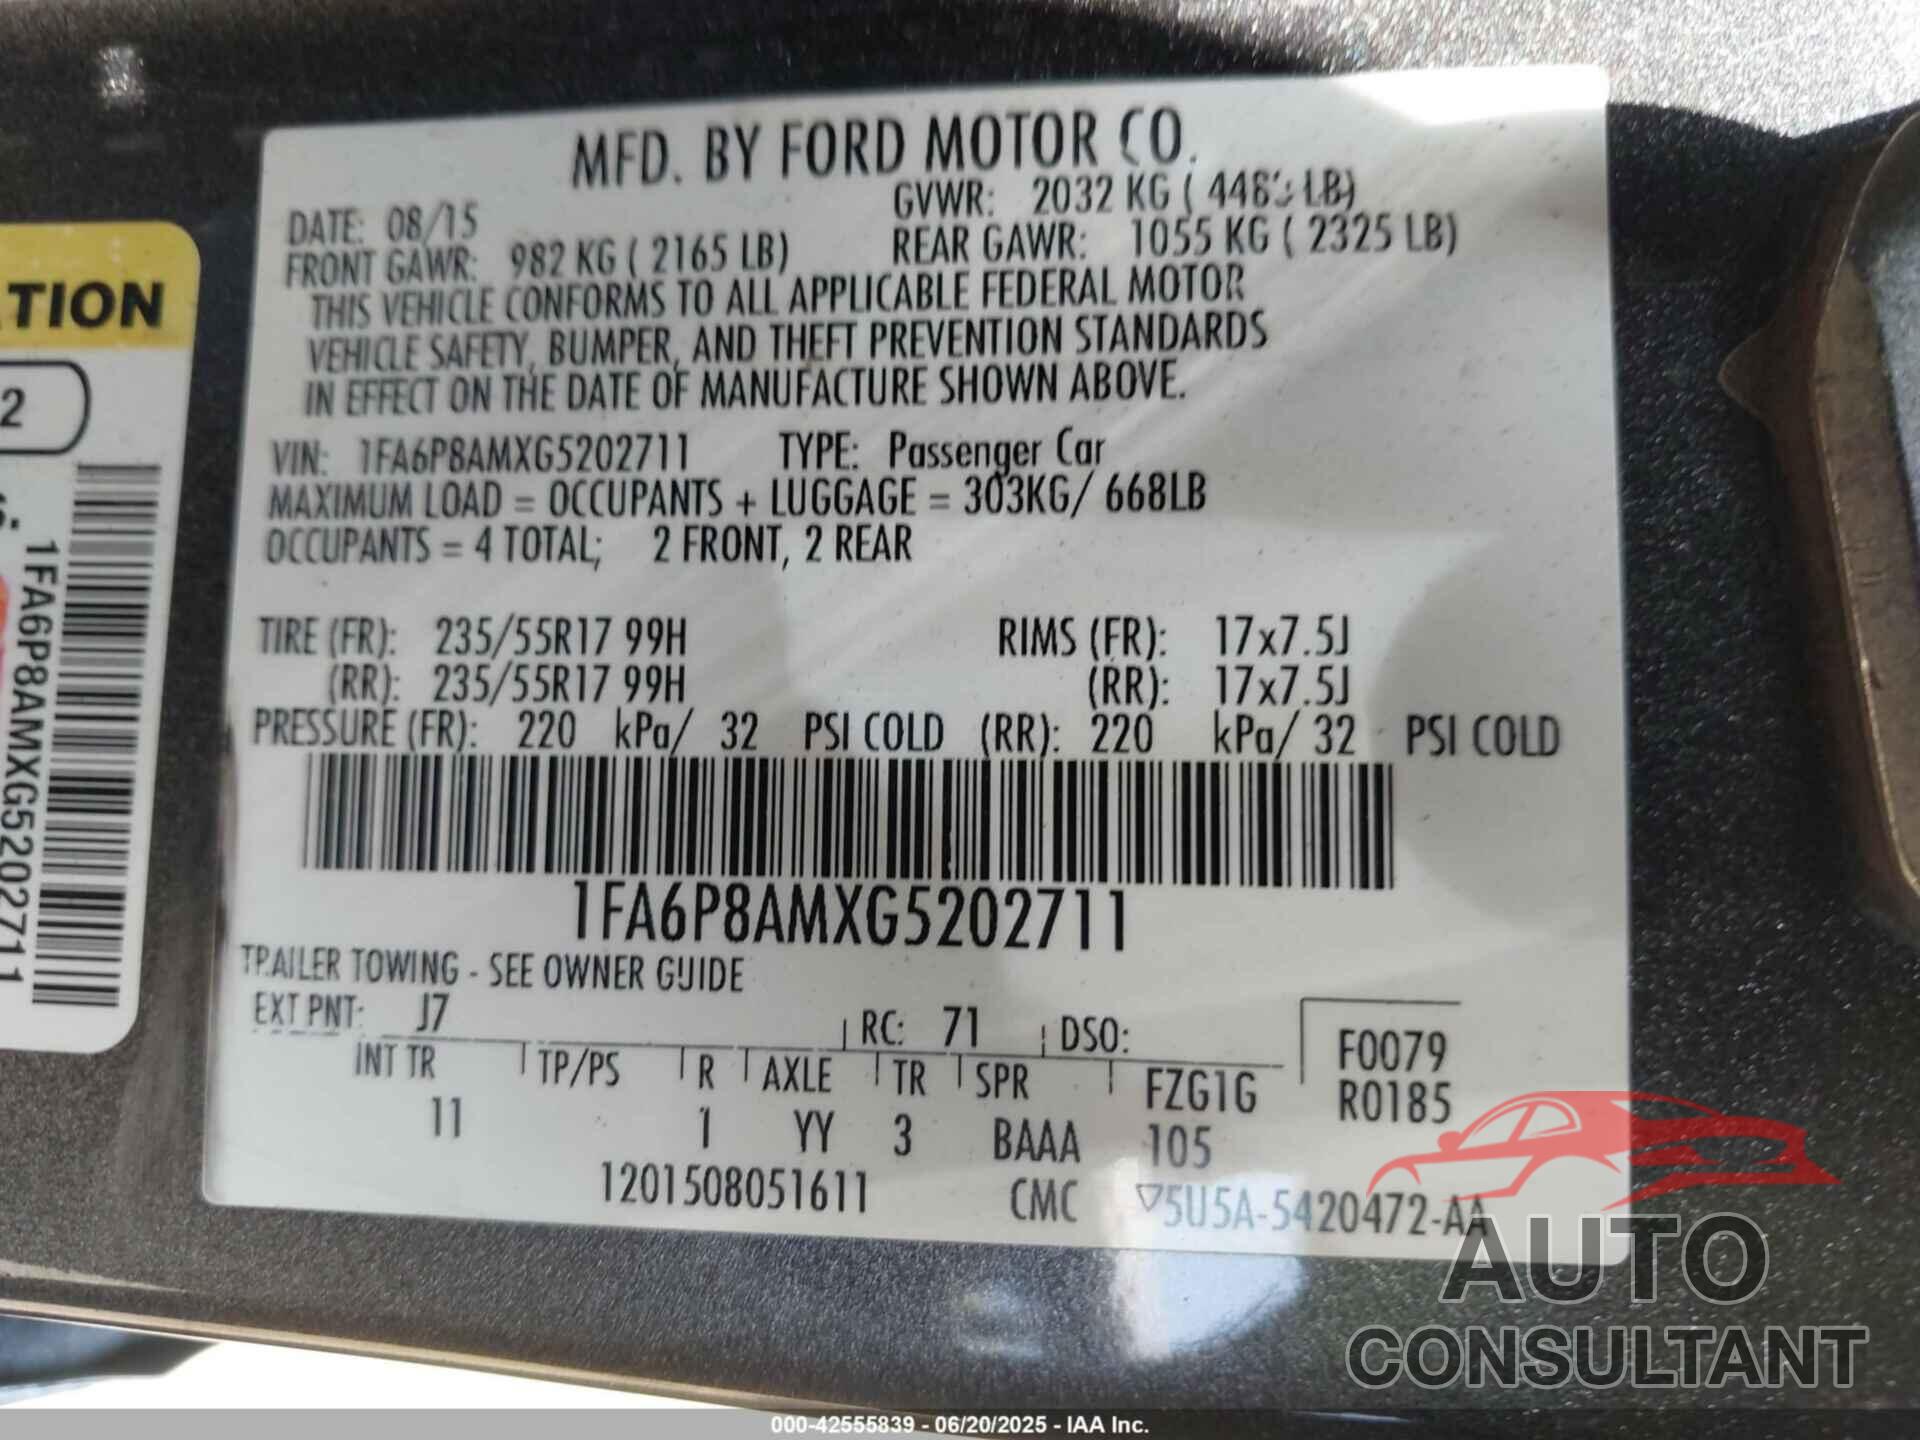 MFD. BY FORD MOTOR CO.
DATE: 08/15
GVWR: 2032 KG ( LB)
FRONT GAWR: 982 KG ( 2165 LB)
REAR GAWR: 1055 KG ( 2325 LB)
THIS VEHICLE CONFORMS TO ALL APPLICABLE FEDERAL MOTOR
VEHICLE SAFETY, BUMPER, AND THEFT PREVENTION STANDARDS
IN EFFECT ON THE DATE OF MANUFACTURE SHOWN ABOVE.
VIN: 1FA6P8AMXG5202711 TYPE: Passenger Car
MAXIMUM LOAD = OCCUPANTS + LUGGAGE = 303KG/ 668LB
OCCUPANTS = 4 TOTAL; 2 FRONT, 2 REAR
TIRE (FR): 235/55R17 99H RIMS (FR): 17x7.5J
(RR): 235/55R17 99H (RR): 17x7.5J
PRESSURE (FR): 220 kPa/ 32 PSI COLD (RR): 220 kPa/ 32 PSI COLD
1FA6P8AMXG5202711
TRAILER TOWING - SEE OWNER GUIDE
EXT PNT: J7 RC: 71 DSO:
INT TR TP/PS R AXLE TR SPR FZG1G
11 1 YY 3 BAAA 105
F0079
R0185
1201508051611 CMC ▽5U5A-5420472-AA
TION
2
1FA6P8AMXG5202711
AUTO
CONSULTANT
000-42555839 - 06/20/2025 - IAA Inc.